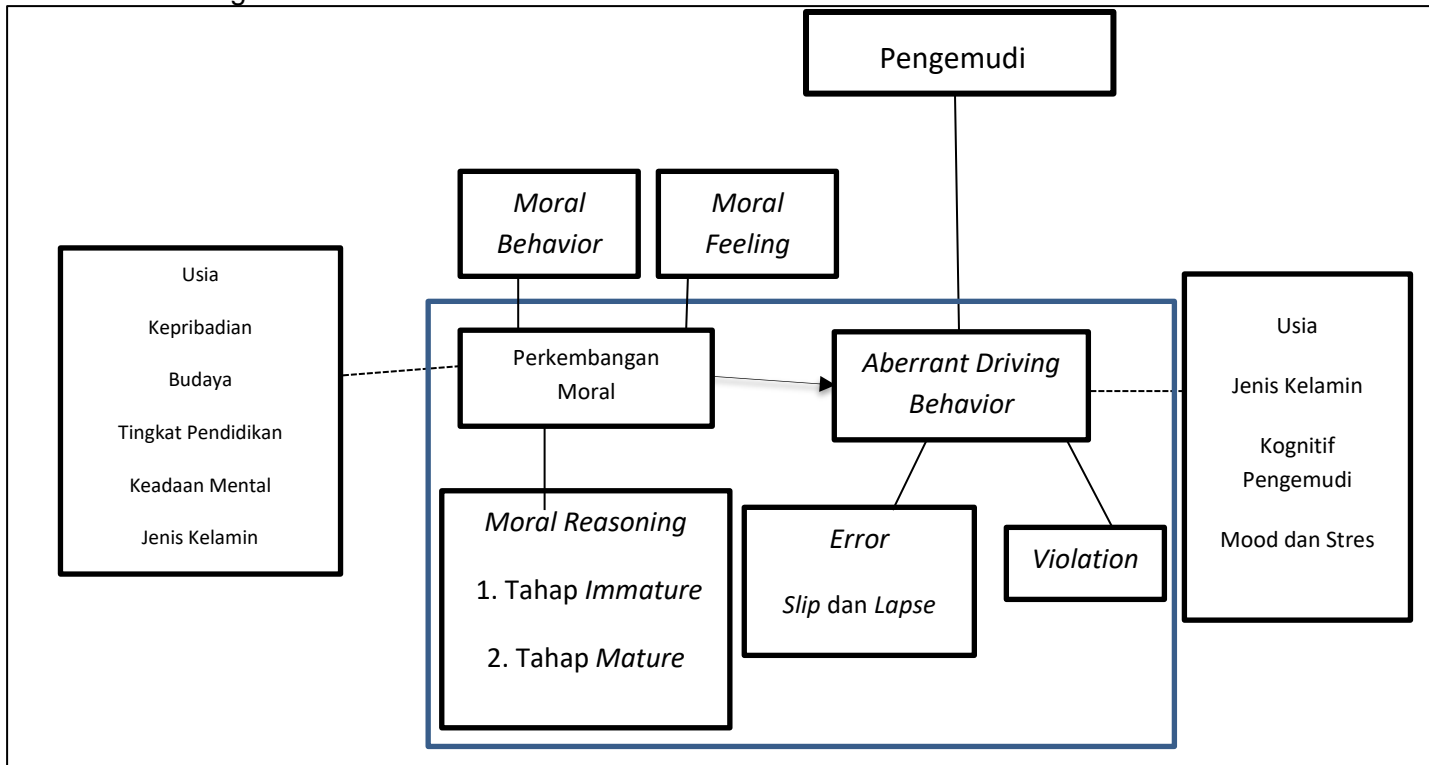 Pengemudi
Moral
Behavior
Moral
Feeling
Usia
Kepribadian
Budaya
Tingkat Pendidikan
Keadaan Mental
Jenis Kelamin
Perkembangan
Moral
Aberrant Driving
Behavior
Usia
Jenis Kelamin
Kognitif
Pengemudi
Mood dan Stres
Moral Reasoning
1. Tahap Immature
2. Tahap Mature
Error
Slip dan Lapse
Violation